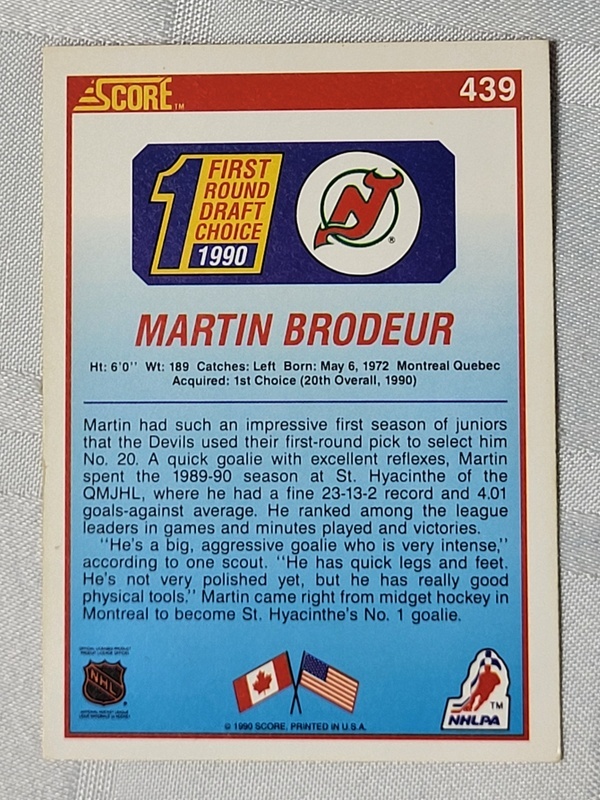 SCORE™
439
1 FIRST
ROUND
DRAFT
CHOICE
1990
NJ ®
MARTIN BRODEUR
Ht: 6'0'' Wt: 189 Catches: Left Born: May 6, 1972 Montreal Quebec
Acquired: 1st Choice (20th Overall, 1990)
Martin had such an impressive first season of juniors
that the Devils used their first-round pick to select him
No. 20. A quick goalie with excellent reflexes, Martin
spent the 1989-90 season at St. Hyacinthe of the
QMJHL, where he had a fine 23-13-2 record and 4.01
goals-against average. He ranked among the league
leaders in games and minutes played and victories.
''He's a big, aggressive goalie who is very intense,''
according to one scout. ''He has quick legs and feet.
He's not very polished yet, but he has really good
physical tools.'' Martin came right from midget hockey in
Montreal to become St. Hyacinthe's No. 1 goalie.
NHL ®
© 1990 SCORE, PRINTED IN U.S.A.
NHLPA ™